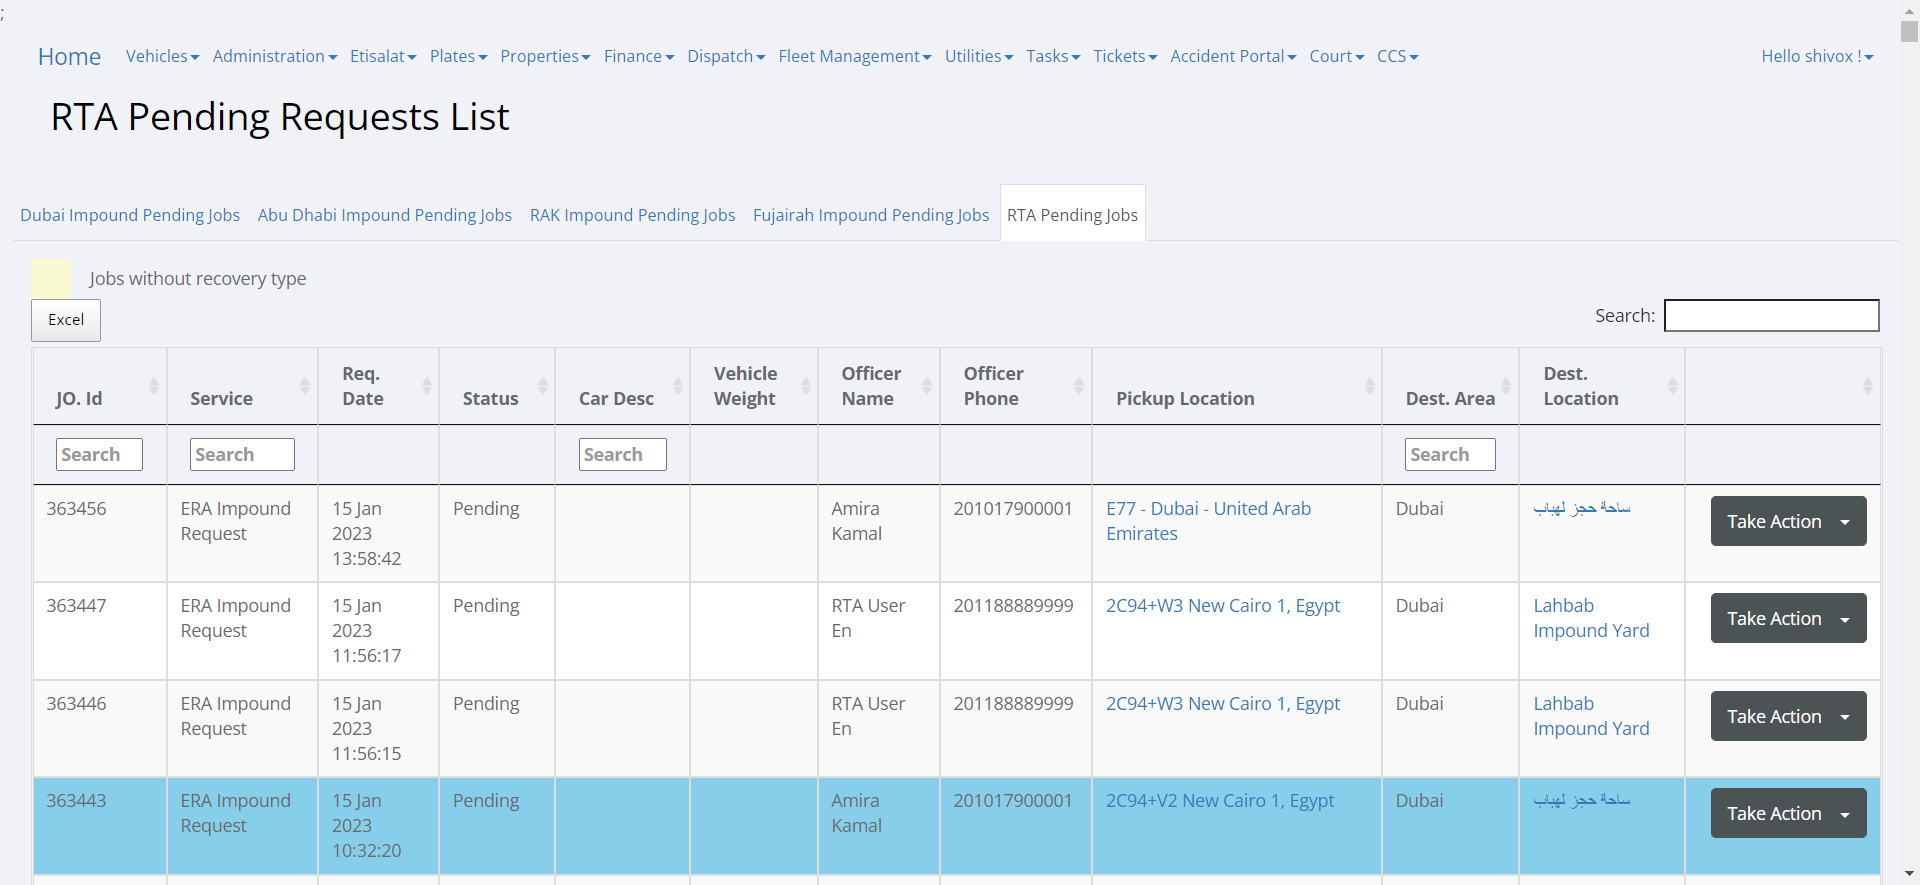 ;
Home Vehicles Administration Etisalat Plates Properties Finance Dispatch Fleet Management Utilities Tasks Tickets Accident Portal Court CCS Hello shivox !
RTA Pending Requests List
Dubai Impound Pending Jobs Abu Dhabi Impound Pending Jobs RAK Impound Pending Jobs Fujairah Impound Pending Jobs RTA Pending Jobs
Jobs without recovery type
Excel Search:
JO. Id Service Req. Date Status Car Desc Vehicle Weight Officer Name Officer Phone Pickup Location Dest. Area Dest. Location
Search Search Search Search
363456 ERA Impound Request 15 Jan 2023 13:58:42 Pending Amira Kamal 201017900001 E77 - Dubai - United Arab Emirates Dubai ساحة حجز لهباب Take Action
363447 ERA Impound Request 15 Jan 2023 11:56:17 Pending RTA User En 201188889999 2C94+W3 New Cairo 1, Egypt Dubai Lahbab Impound Yard Take Action
363446 ERA Impound Request 15 Jan 2023 11:56:15 Pending RTA User En 201188889999 2C94+W3 New Cairo 1, Egypt Dubai Lahbab Impound Yard Take Action
363443 ERA Impound Request 15 Jan 2023 10:32:20 Pending Amira Kamal 201017900001 2C94+V2 New Cairo 1, Egypt Dubai ساحة حجز لهباب Take Action